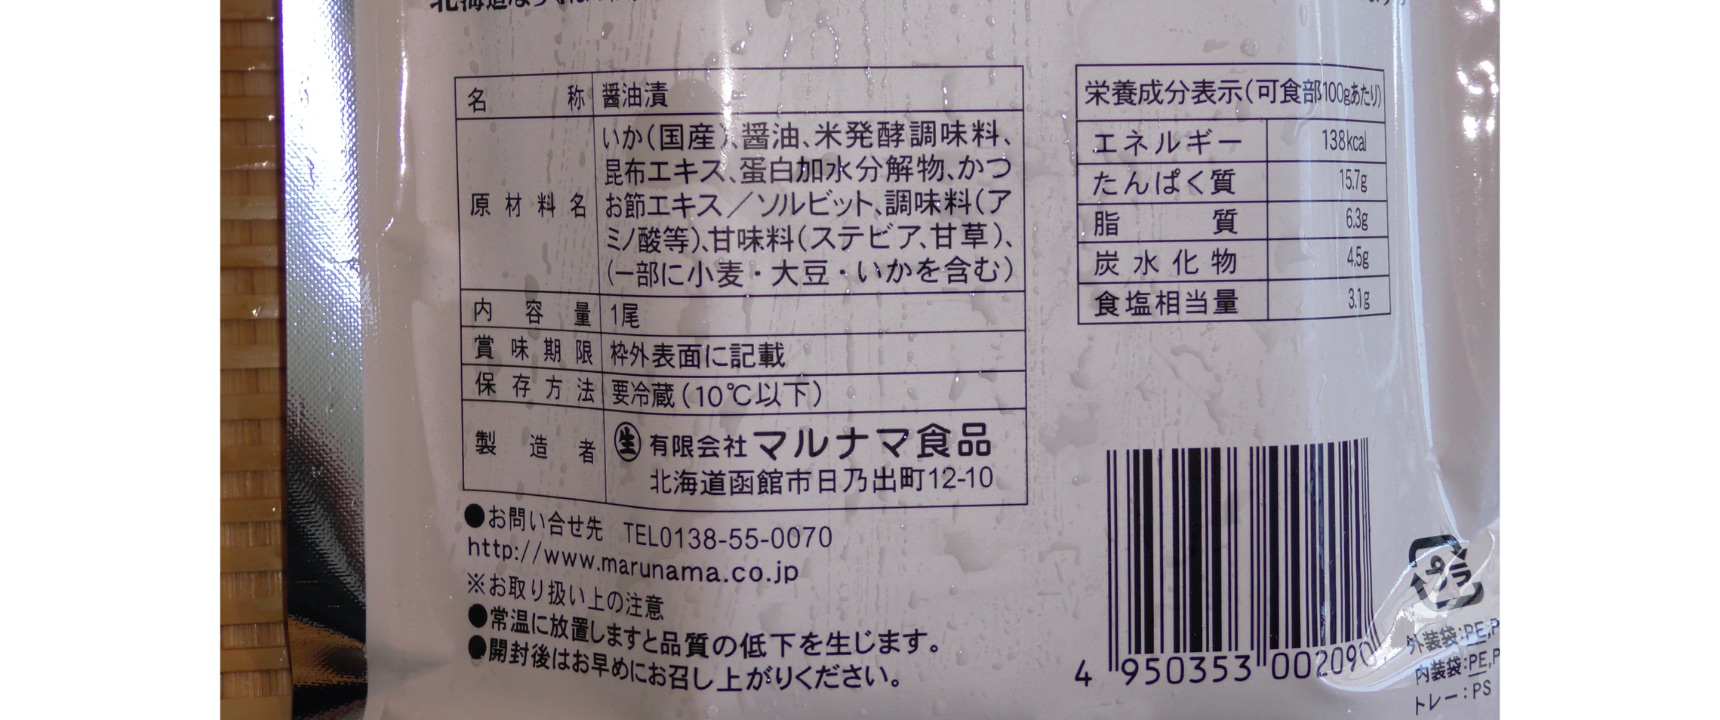 名称 醤油漬
原材料名 いか(国産)、醤油、米発酵調味料、
昆布エキス、蛋白加水分解物、かつ
お節エキス／ソルビット、調味料(ア
ミノ酸等)、甘味料(ステビア、甘草)、
(一部に小麦・大豆・いかを含む)
内容量 1尾
賞味期限 枠外表面に記載
保存方法 要冷蔵(10℃以下)
製造者 生 有限会社マルナマ食品
北海道函館市日乃出町12-10
●お問い合せ先 TEL0138-55-0070
http://www.marunama.co.jp
※お取り扱い上の注意
●常温に放置しますと品質の低下を生じます。
●開封後はお早めにお召し上がりください。
栄養成分表示(可食部100gあたり)
エネルギー 138kcal
たんぱく質 15.7g
脂質 6.3g
炭水化物 4.5g
食塩相当量 3.1g
4 950353 00209
プラ
外装袋:PE,P
内装袋:PE,P
トレー:PS